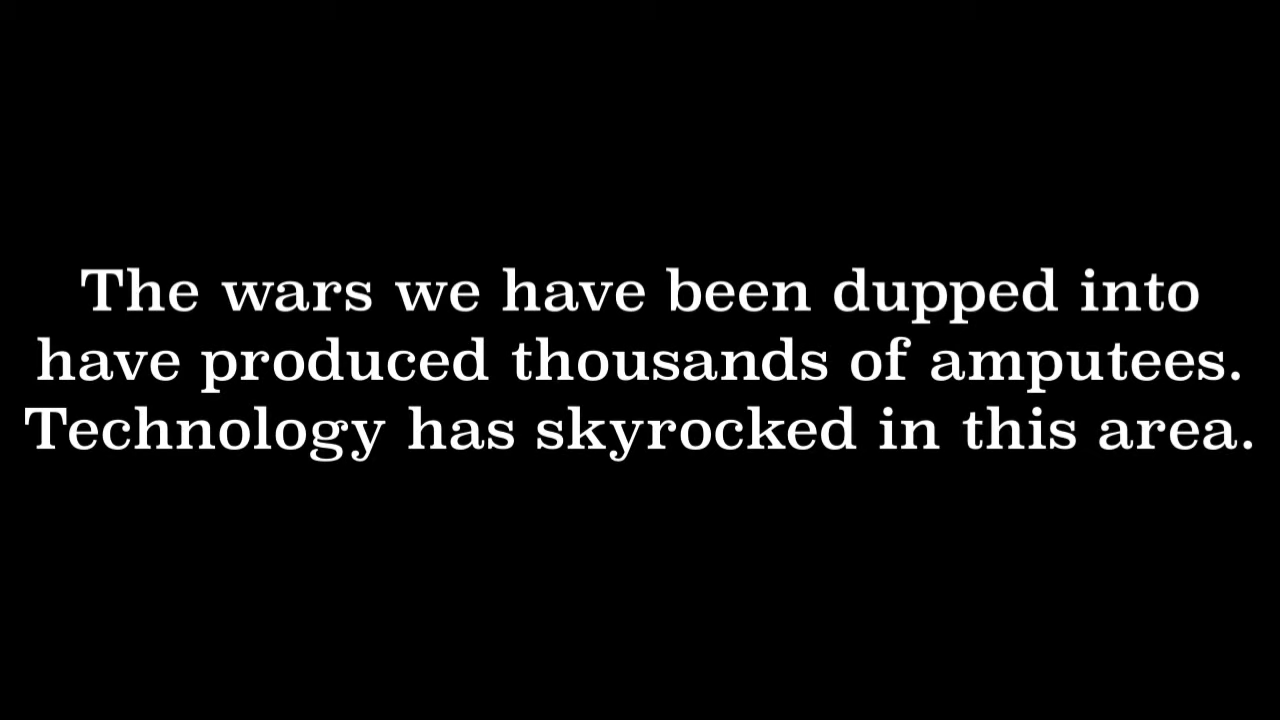 The wars we have been dupped into
have produced thousands of amputees.
Technology has skyrocked in this area.